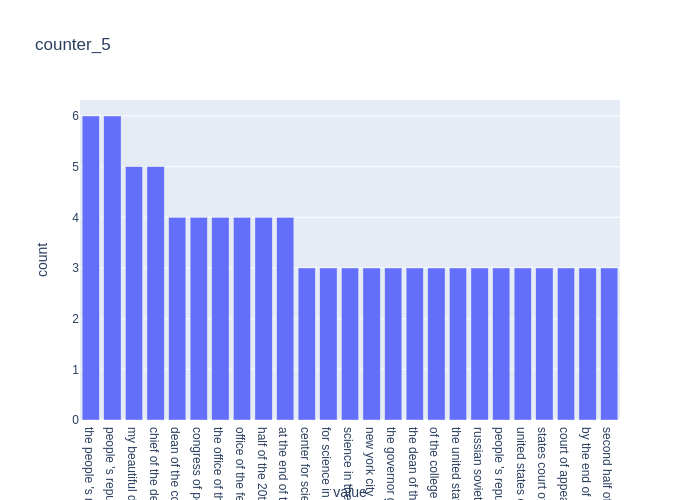 counter_5
count
6
5
4
3
2
1
0
the people 's r
people 's repu
my beautiful d
chief of the de
dean of the co
congress of p
the office of th
office of the fe
half of the 20t
at the end of t
center for scie
for science in
science in the
new york city
the governor g
the dean of th
of the college
the united sta
russian soviet
people 's repu
united states c
states court o
court of appea
by the end of
second half of
value